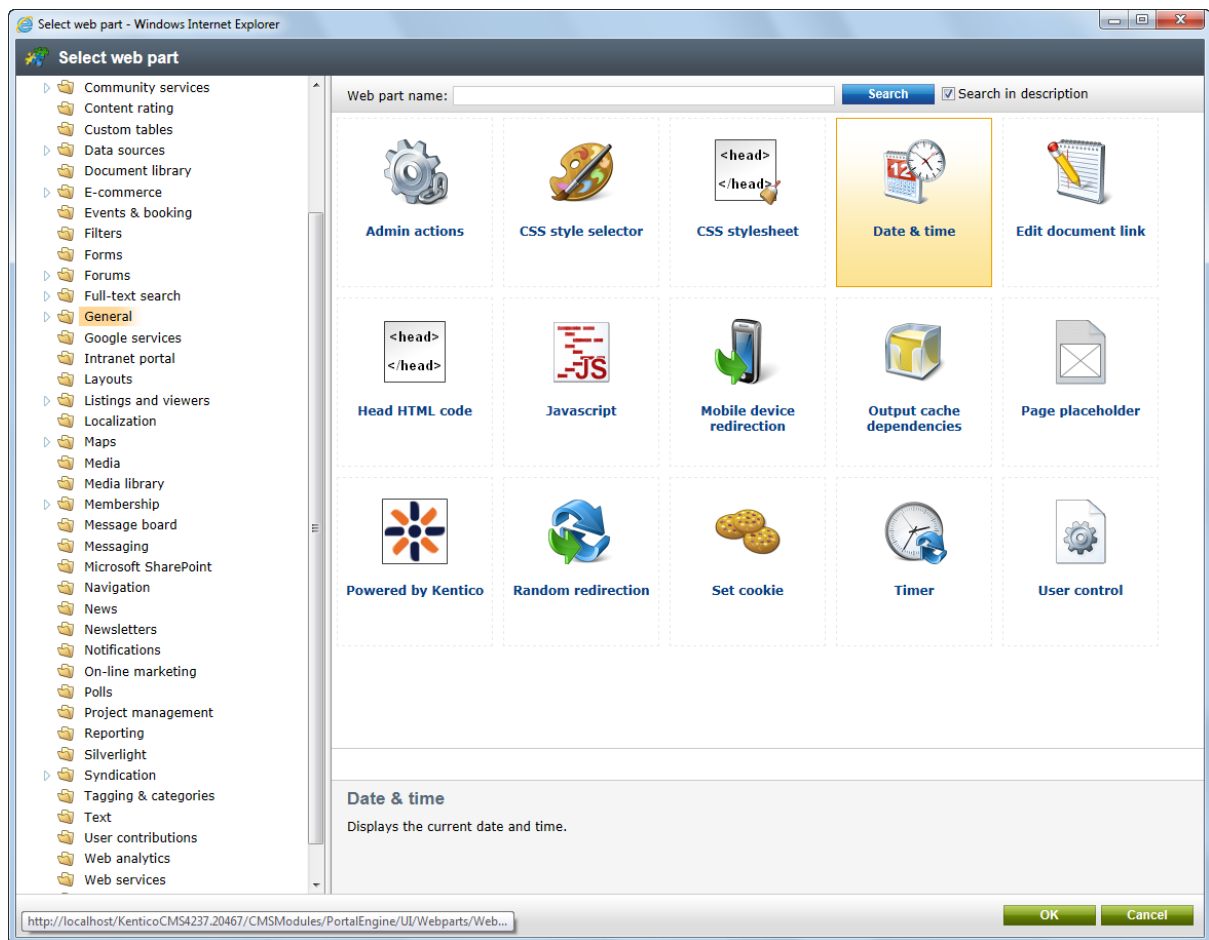 Select web part - Windows Internet Explorer
Select web part
Community services
Content rating
Custom tables
Data sources
Document library
E-commerce
Events & booking
Filters
Forms
Forums
Full-text search
General
Google services
Intranet portal
Layouts
Listings and viewers
Localization
Maps
Media
Media library
Membership
Message board
Messaging
Microsoft SharePoint
Navigation
News
Newsletters
Notifications
On-line marketing
Polls
Project management
Reporting
Silverlight
Syndication
Tagging & categories
Text
User contributions
Web analytics
Web services
Web part name: Search Search in description
<head>
</head>
12
Admin actions CSS style selector CSS stylesheet Date & time Edit document link
<head>
</head>
JS
Head HTML code Javascript Mobile device redirection Output cache dependencies Page placeholder
Powered by Kentico Random redirection Set cookie Timer User control
Date & time
Displays the current date and time.
http://localhost/KenticoCMS4237.20467/CMSModules/PortalEngine/UI/Webparts/Web...
OK Cancel